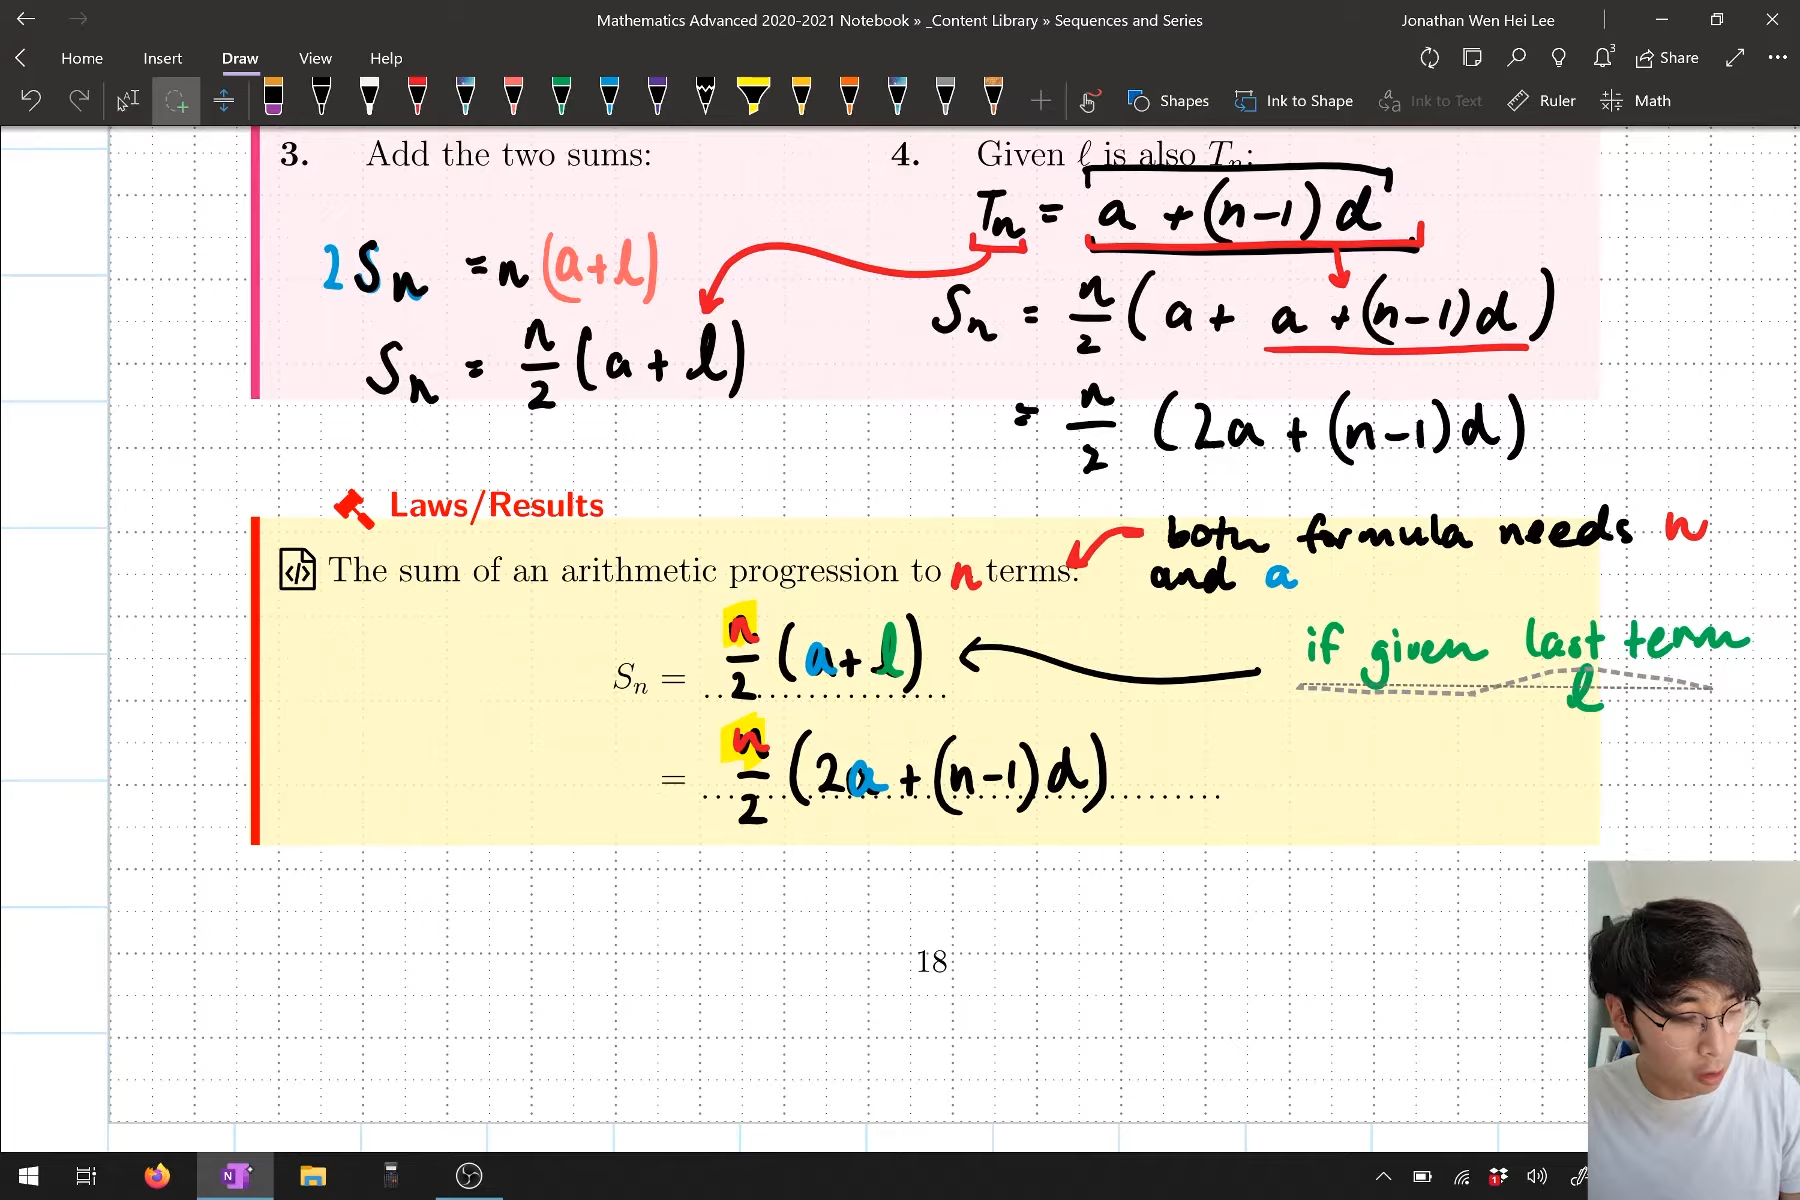 Mathematics Advanced 2020-2021 Notebook » _Content Library » Sequences and Series
Jonathan Wen Hei Lee
Home Insert Draw View Help
3
Share
Shapes
Ink to Shape
Ink to Text
Ruler
Math
3. Add the two sums:
2Sn = n(a+l)
Sn = n/2 (a+l)
4. Given ℓ is also Tn:
Tn = a +(n-1)d
Sn = n/2 (a + a +(n-1)d)
= n/2 (2a + (n-1)d)
Laws/Results
The sum of an arithmetic progression to n terms:
both formula needs n
and a
Sn = n/2 (a+l)
if given last term
l
= n/2 (2a+(n-1)d)
18
N
1